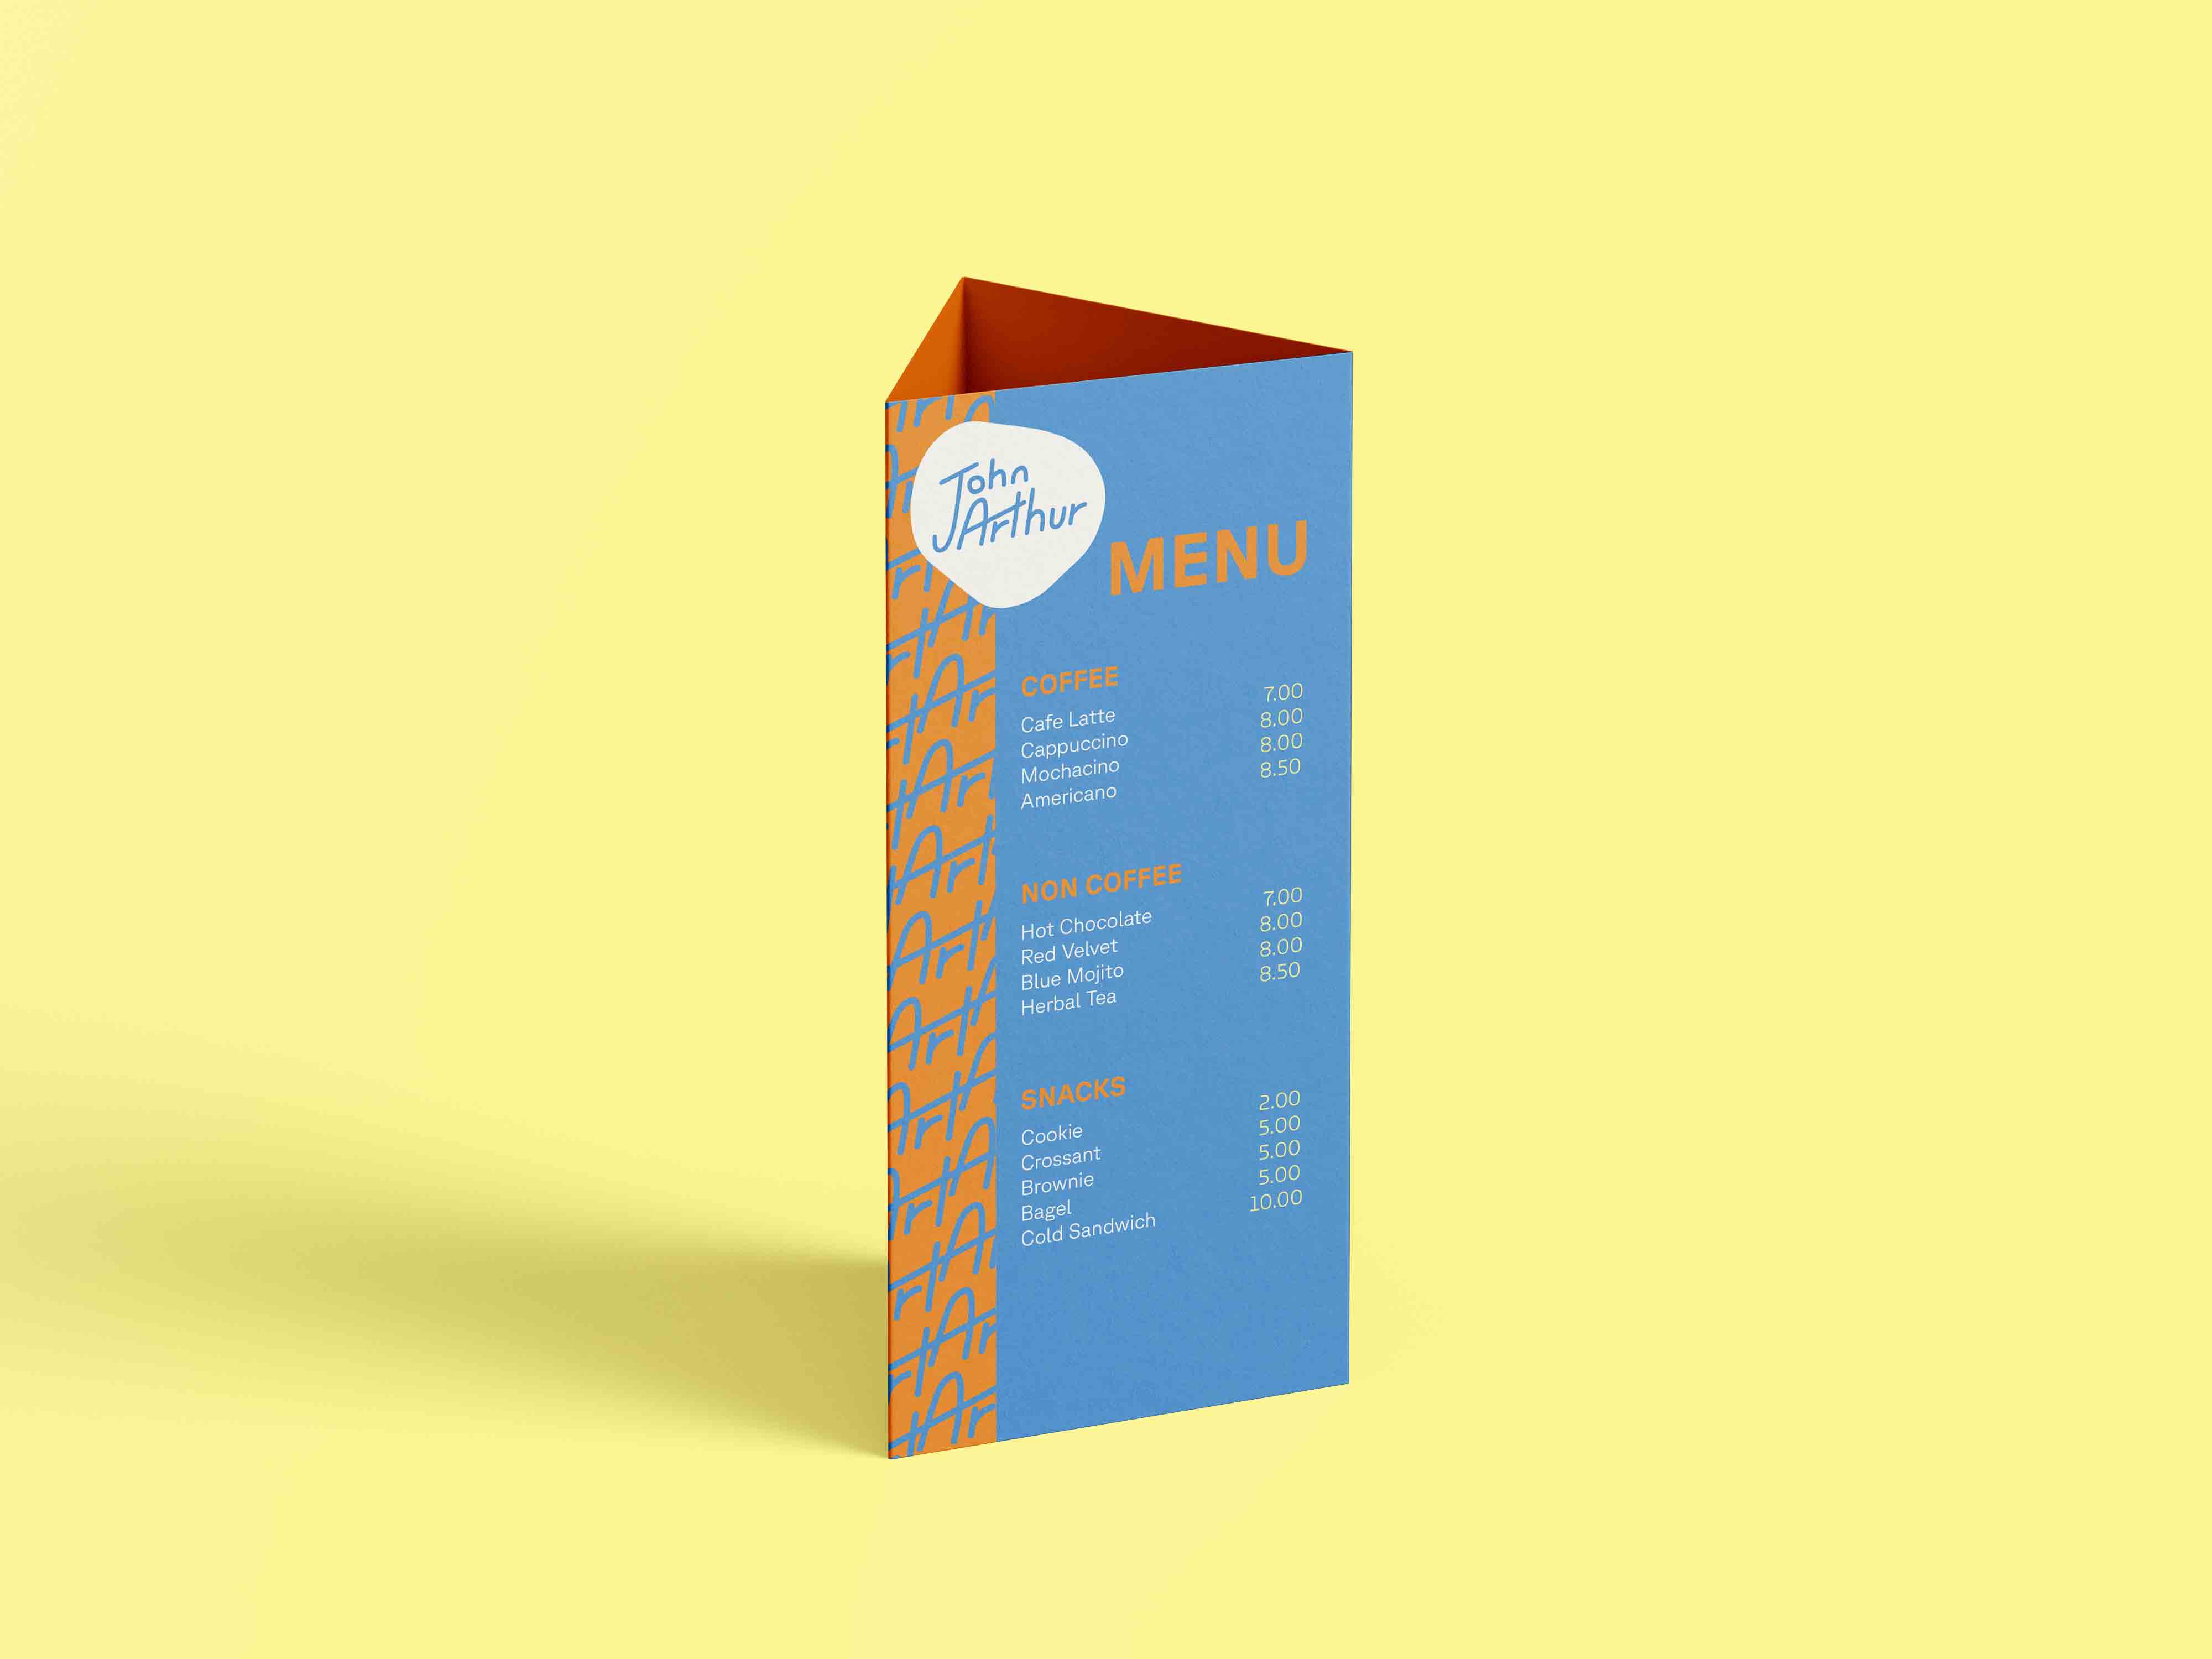 John
Arthur
MENU
COFFEE
Cafe Latte 7.00
Cappuccino 8.00
Mochacino 8.00
Americano 8.50
NON COFFEE
Hot Chocolate 7.00
Red Velvet 8.00
Blue Mojito 8.00
Herbal Tea 8.50
SNACKS
Cookie 2.00
Crossant 5.00
Brownie 5.00
Bagel 5.00
Cold Sandwich 10.00